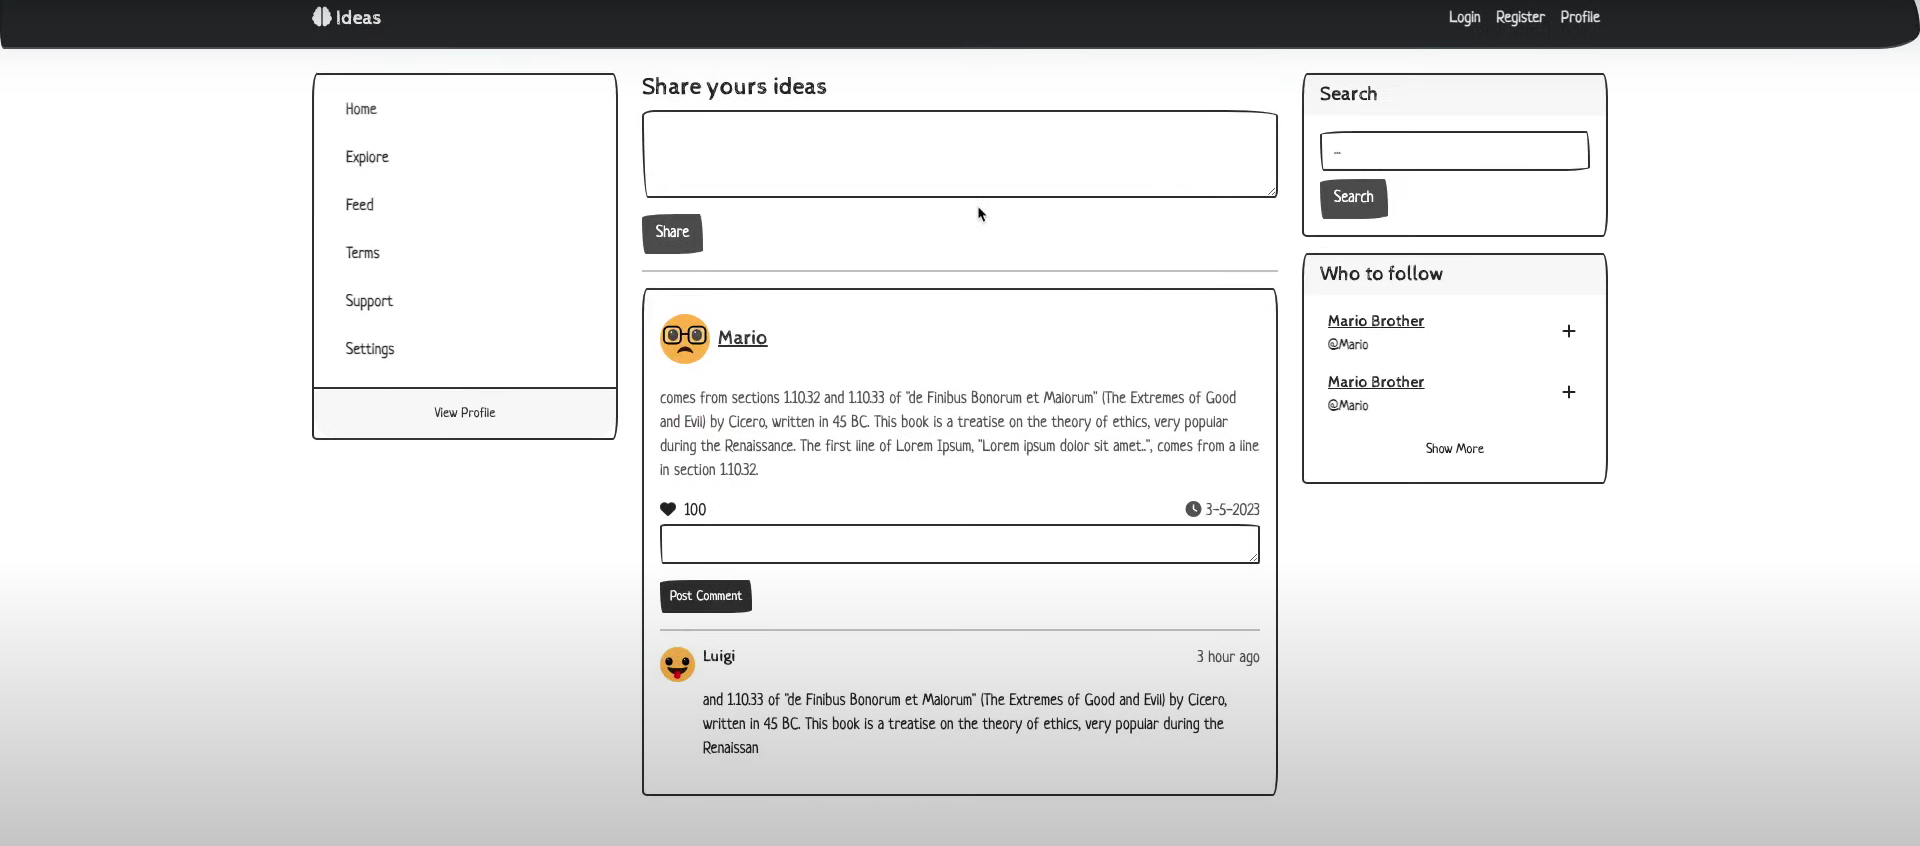 Ideas
Login Register Profile
Home
Explore
Feed
Terms
Support
Settings
View Profile
Share yours ideas
Share
Mario
comes from sections 1.10.32 and 1.10.33 of "de Finibus Bonorum et Malorum" (The Extremes of Good
and Evil) by Cicero, written in 45 BC. This book is a treatise on the theory of ethics, very popular
during the Renaissance. The first line of Lorem Ipsum, "Lorem ipsum dolor sit amet..", comes from a line
in section 1.10.32.
100
3-5-2023
Post Comment
Luigi
3 hour ago
and 1.10.33 of "de Finibus Bonorum et Malorum" (The Extremes of Good and Evil) by Cicero,
written in 45 BC. This book is a treatise on the theory of ethics, very popular during the
Renaissan
Search
...
Search
Who to follow
Mario Brother
@Mario
+
Mario Brother
@Mario
+
Show More